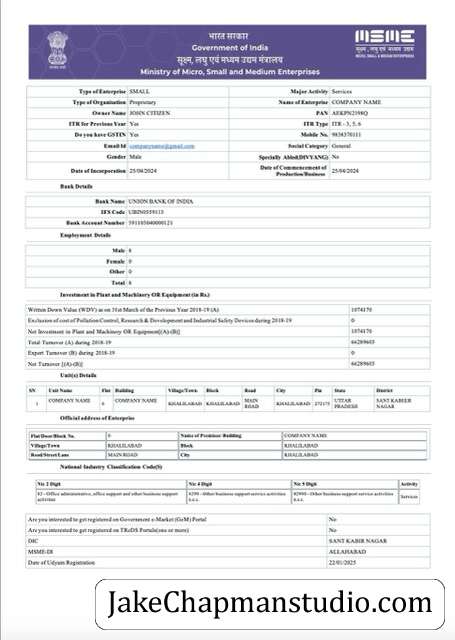 भारत सरकार
Government of India
सूक्ष्म, लघु एवं मध्यम उद्यम मंत्रालय
Ministry of Micro, Small and Medium Enterprises
सूक्ष्म, लघु एवं मध्यम उद्यम
MICRO, SMALL & MEDIUM ENTERPRISES
Type of Enterprise SMALL Major Activity Services
Type of Organisation Proprietary Name of Enterprise COMPANY NAME
Owner Name JOHN CITIZEN PAN AEKPN2398Q
ITR for Previous Year Yes ITR Type ITR - 3, 5, 6
Do you have GSTIN Yes Mobile No. 9838370111
Email Id companyname@gmail.com Social Category General
Gender Male Specially Abled(DIVYANG) No
Date of Incorporation 25/04/2024 Date of Commencement of Production/Business 25/04/2024
Bank Details
Bank Name UNION BANK OF INDIA
IFS Code UBIN0559113
Bank Account Number 591105040000121
Employment Details
Male 6
Female 0
Other 0
Total 6
Investment in Plant and Machinery OR Equipment (in Rs.)
Written Down Value (WDV) as on 31st March of the Previous Year 2018-19 (A) 1074170
Exclusion of cost of Pollution Control, Research & Development and Industrial Safety Devices during 2018-19 0
Net Investment in Plant and Machinery OR Equipment[(A)-(B)] 1074170
Total Turnover (A) during 2018-19 64289603
Export Turnover (B) during 2018-19 0
Net Turnover [(A)-(B)] 64289603
Unit(s) Details
SN Unit Name Flat Building Village/Town Block Road City Pin State District
1 COMPANY NAME 6 COMPANY NAME KHALILABAD KHALILABAD MAIN ROAD KHALILABAD 272175 UTTAR PRADESH SANT KABEER NAGAR
Official address of Enterprise
Flat/Door/Block No. 6 Name of Premises/ Building COMPANY NAME
Village/Town KHALILABAD Block KHALILABAD
Road/Street/Lane MAIN ROAD City KHALILABAD
National Industry Classification Code(S)
Nic 2 Digit Nic 4 Digit Nic 5 Digit Activity
82 - Office administrative, office support and other business support activities 8299 - Other business support service activities n.e.c. 82990 - Other business support service activities n.e.c. Services
Are you interested to get registered on Government e-Market (GeM) Portal No
Are you interested to get registered on TReDS Portals(one or more) No
DIC SANT KABIR NAGAR
MSME-DI ALLAHABAD
Date of Udyam Registration 22/01/2025
JakeChapmanstudio.com